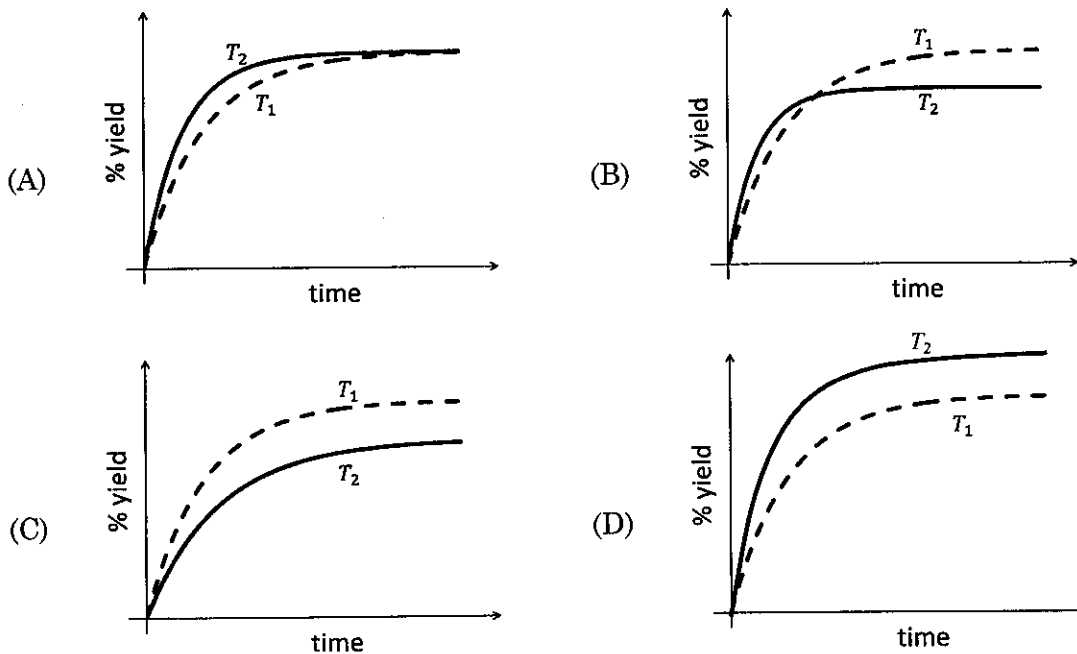 (A)
% yield
T₂
T₁
time
(B)
% yield
T₁
T₂
time
(C)
% yield
T₁
T₂
time
(D)
% yield
T₂
T₁
time